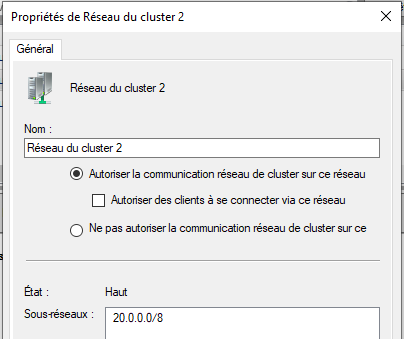 Propriétés de Réseau du cluster 2
Général
Réseau du cluster 2
Nom :
Réseau du cluster 2
Autoriser la communication réseau de cluster sur ce réseau
Autoriser des clients à se connecter via ce réseau
Ne pas autoriser la communication réseau de cluster sur ce
État : Haut
Sous-réseaux : 20.0.0.0/8